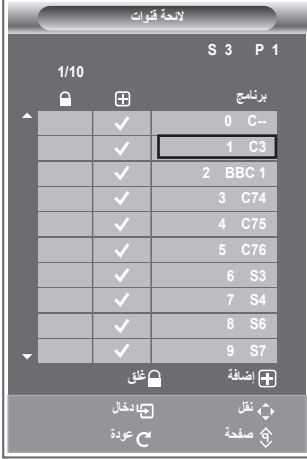 لائحة قنوات
S 3 P 1
1/10
برنامج
0 C--
1 C3
2 BBC 1
3 C74
4 C75
5 C76
6 S3
7 S4
8 S6
9 S7
إضافة غلق
نقل ادخال
صفحة عودة